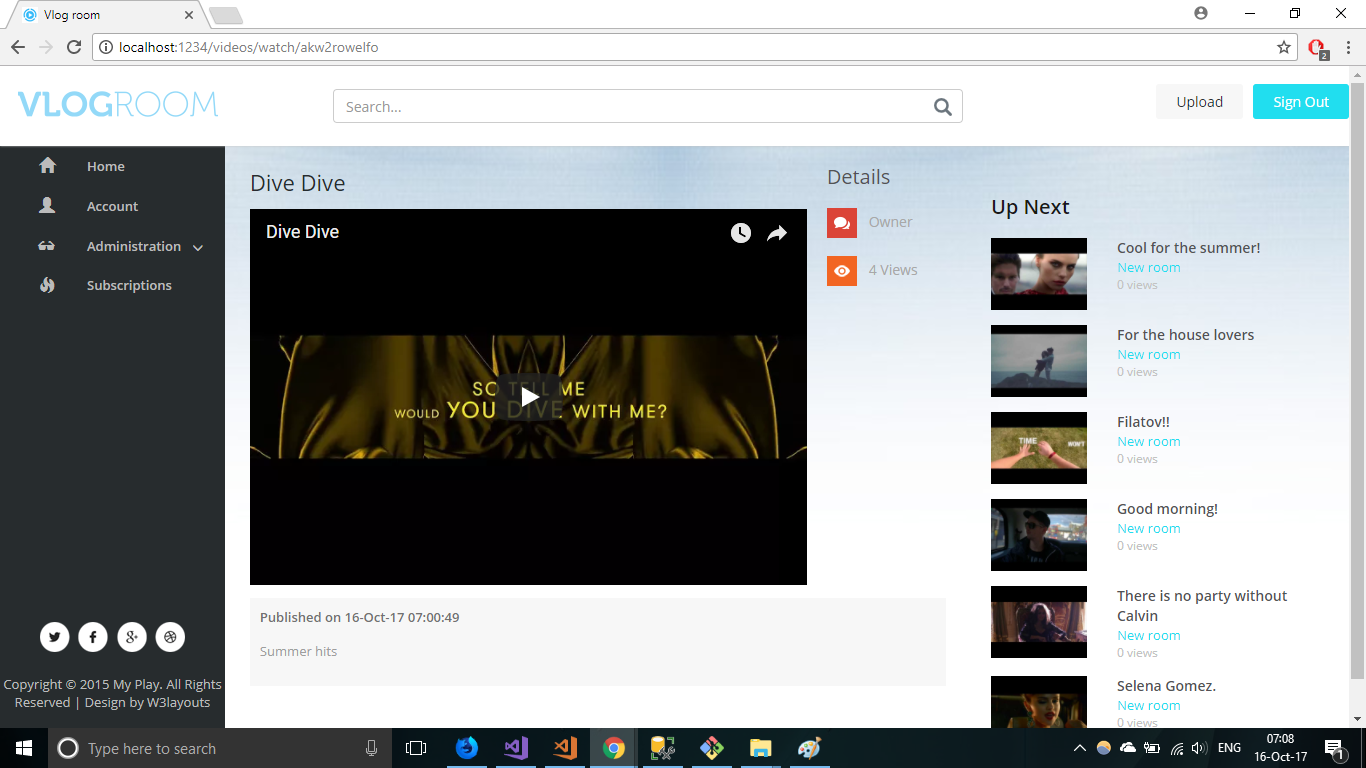 Vlog room
localhost:1234/videos/watch/akw2rowelfo
2
VLOGROOM
Search...
Upload
Sign Out
Home
Account
Administration
Subscriptions
Copyright © 2015 My Play. All Rights
Reserved | Design by W3layouts
Dive Dive
Dive Dive
SO TELL ME
WOULD YOU DIVE WITH ME?
Published on 16-Oct-17 07:00:49
Summer hits
Details
Owner
4 Views
Up Next
Cool for the summer!
New room
0 views
For the house lovers
New room
0 views
TIME
WON'T
Filatov!!
New room
0 views
Good morning!
New room
0 views
There is no party without
Calvin
New room
0 views
Selena Gomez.
New room
0 views
Type here to search
ENG
07:08
16-Oct-17
1